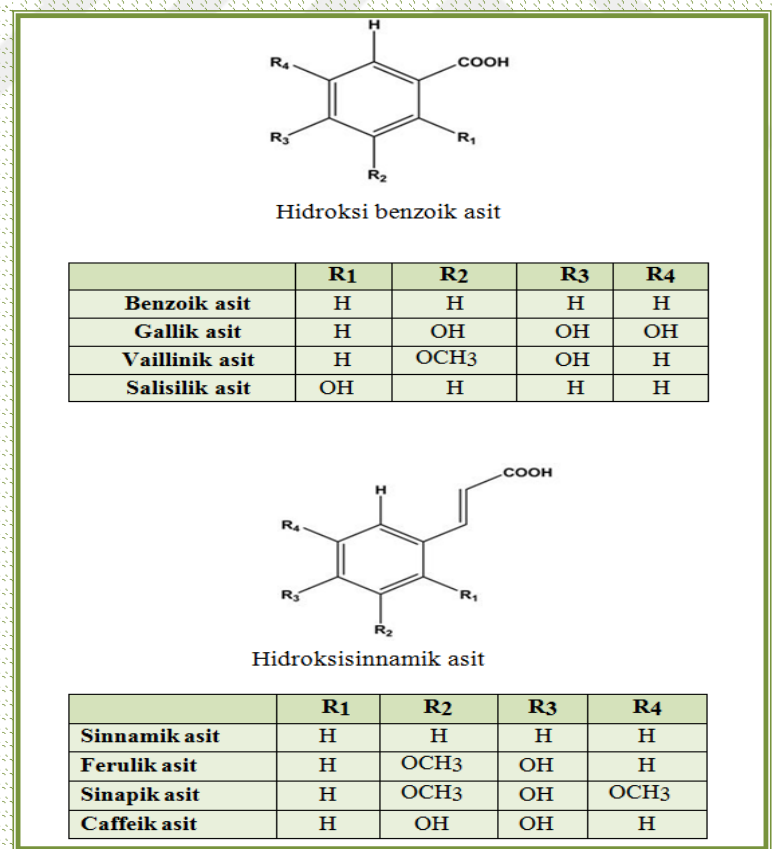 H
R4 COOH
R3 R1
R2
Hidroksi benzoik asit
R1 R2 R3 R4
Benzoik asit H H H H
Gallik asit H OH OH OH
Vaillinik asit H OCH3 OH H
Salisilik asit OH H H H
COOH
H
R4
R3 R1
R2
Hidroksisinnamik asit
R1 R2 R3 R4
Sinnamik asit H H H H
Ferulik asit H OCH3 OH H
Sinapik asit H OCH3 OH OCH3
Caffeik asit H OH OH H